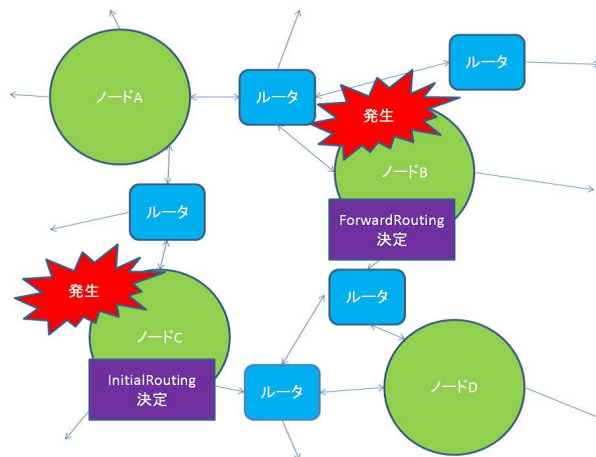 ルータ
ルータ
ノードA
発生
ノードB
ルータ
ForwardRouting
決定
発生
ルータ
ノードC
InitialRouting
決定
ルータ
ノードD